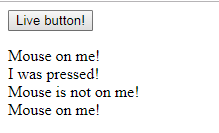 Live button!
Mouse on me!
I was pressed!
Mouse is not on me!
Mouse on me!